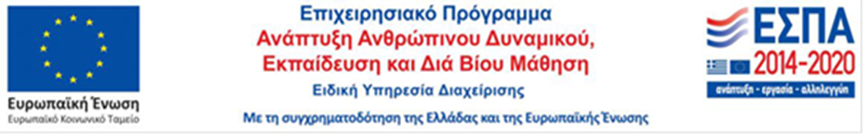 Ευρωπαϊκή Ένωση
Ευρωπαϊκό Κοινωνικό Ταμείο
Επιχειρησιακό Πρόγραμμα
Ανάπτυξη Ανθρώπινου Δυναμικού,
Εκπαίδευση και Διά Βίου Μάθηση
Ειδική Υπηρεσία Διαχείρισης
Με τη συγχρηματοδότηση της Ελλάδας και της Ευρωπαϊκής Ένωσης
ΕΣΠΑ
2014-2020
ανάπτυξη - εργασία - αλληλεγγύη